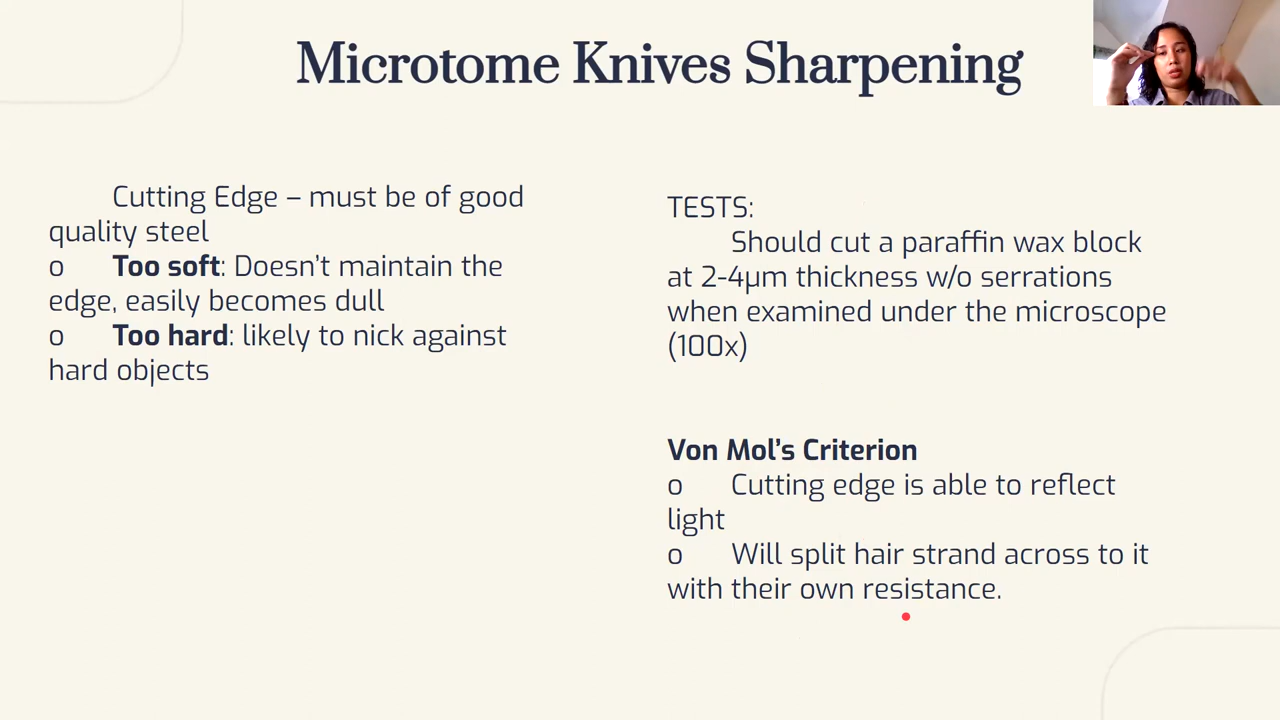 Microtome Knives Sharpening
Cutting Edge – must be of good
quality steel
o Too soft: Doesn't maintain the
edge, easily becomes dull
o Too hard: likely to nick against
hard objects
TESTS:
Should cut a paraffin wax block
at 2-4µm thickness w/o serrations
when examined under the microscope
(100x)
Von Mol's Criterion
o Cutting edge is able to reflect
light
o Will split hair strand across to it
with their own resistance.